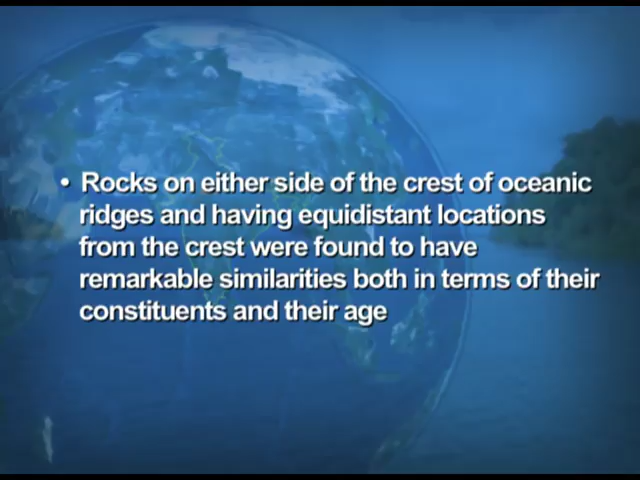 • Rocks on either side of the crest of oceanic
ridges and having equidistant locations
from the crest were found to have
remarkable similarities both in terms of their
constituents and their age